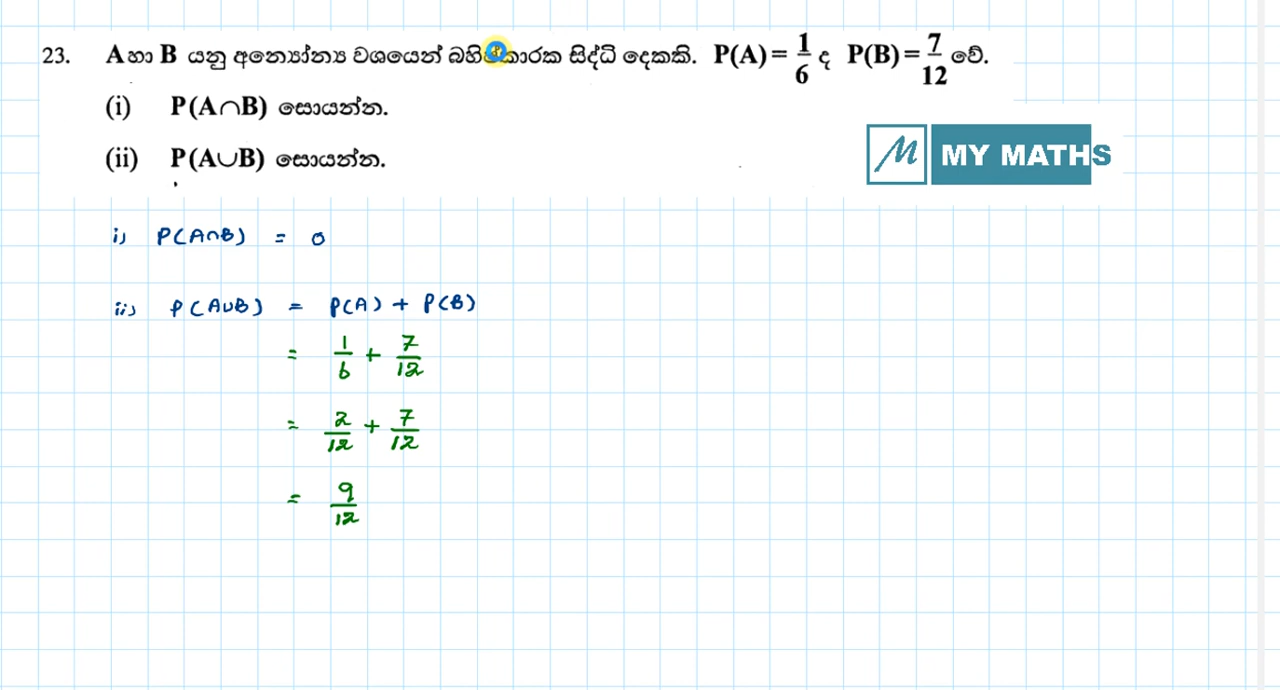 23. A හා B යනු අන්‍යෝන්‍ය වශයෙන් බහිෂ්කාරක සිද්ධි දෙකකි. P(A) = 1/6 ද P(B) = 7/12 වේ.
(i) P(A∩B) සොයන්න.
(ii) P(A∪B) සොයන්න.
M MY MATHS
i) P(A∩B) = 0
ii) P(A∪B) = P(A) + P(B)
= 1/6 + 7/12
= 2/12 + 7/12
= 9/12